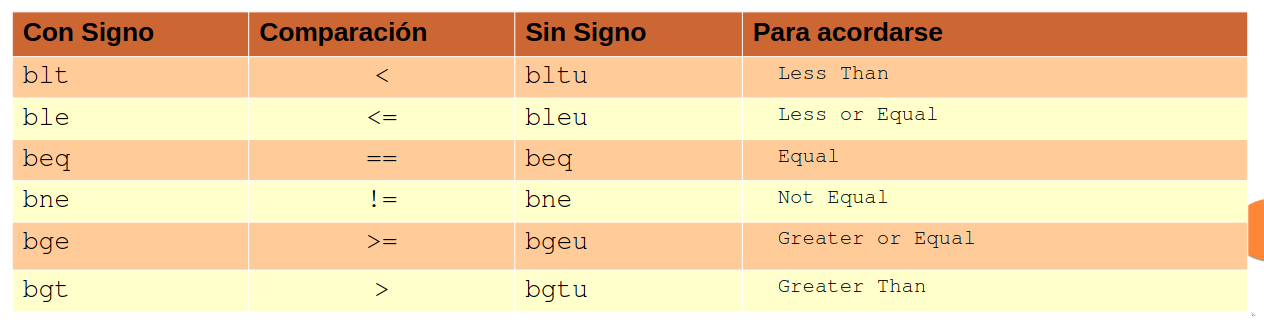 Con Signo Comparación Sin Signo Para acordarse
blt < bltu Less Than
ble <= bleu Less or Equal
beq == beq Equal
bne != bne Not Equal
bge >= bgeu Greater or Equal
bgt > bgtu Greater Than